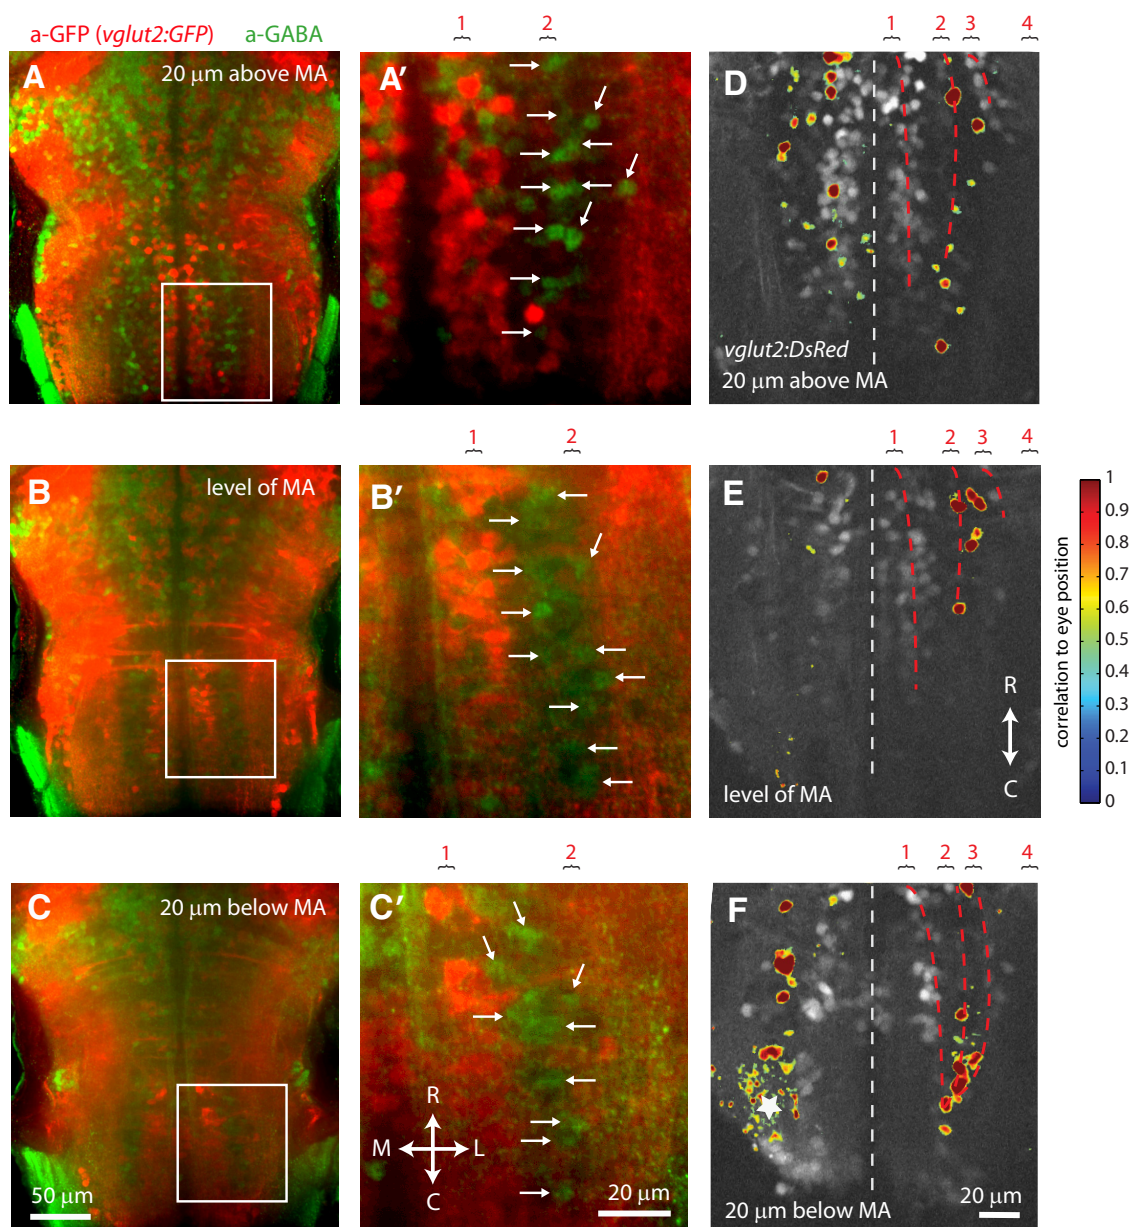 a-GFP (vglut2:GFP) a-GABA
1 2
1 2 3 4
A
20 μm above MA
A'
D
vglut2:DsRed
20 μm above MA
1 2
1 2 3 4
B
level of MA
B'
E
R
C
level of MA
correlation to eye position
1
0.9
0.8
0.7
0.6
0.5
0.4
0.3
0.2
0.1
0
1 2
1 2 3 4
C
20 μm below MA
50 μm
C'
R
M L
C
20 μm
F
20 μm below MA
20 μm